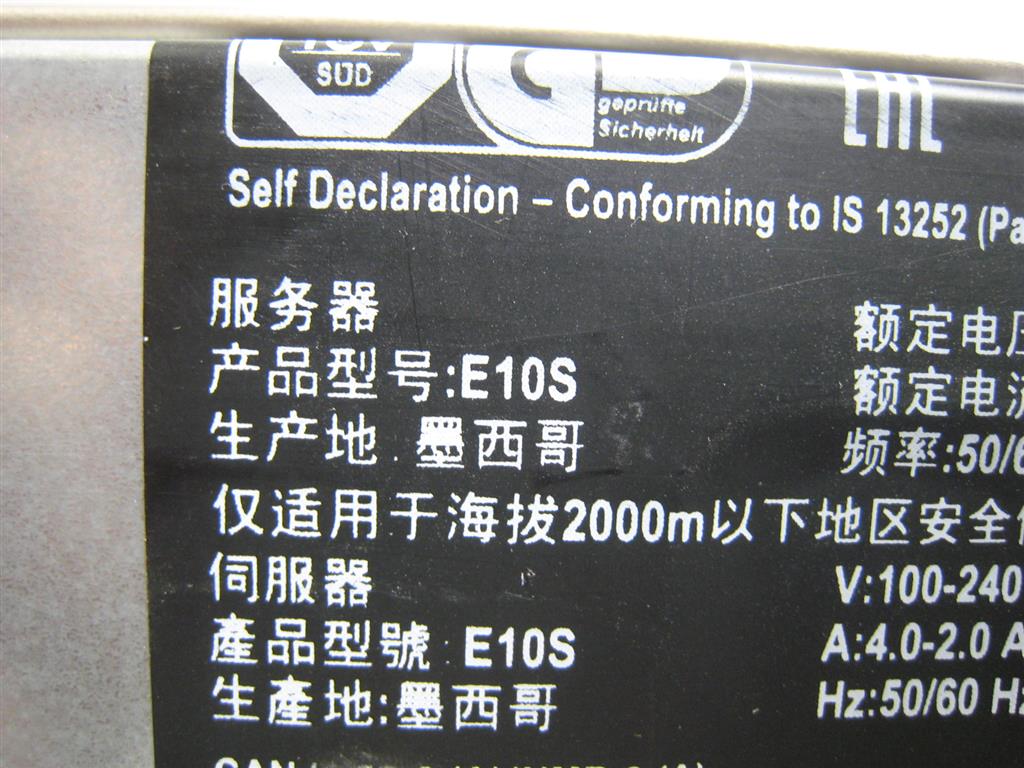 SÜD
geprüfte
Sicherheit
EAC
Self Declaration – Conforming to IS 13252
服务器
产品型号:E10S 额定
生产地 墨西哥 额定电
仅适用于海拔2000m以下地区安全 频率:50/
伺服器 V:100-240
產品型號:E10S A:4.0-2.0 A
生產地:墨西哥 Hz:50/60